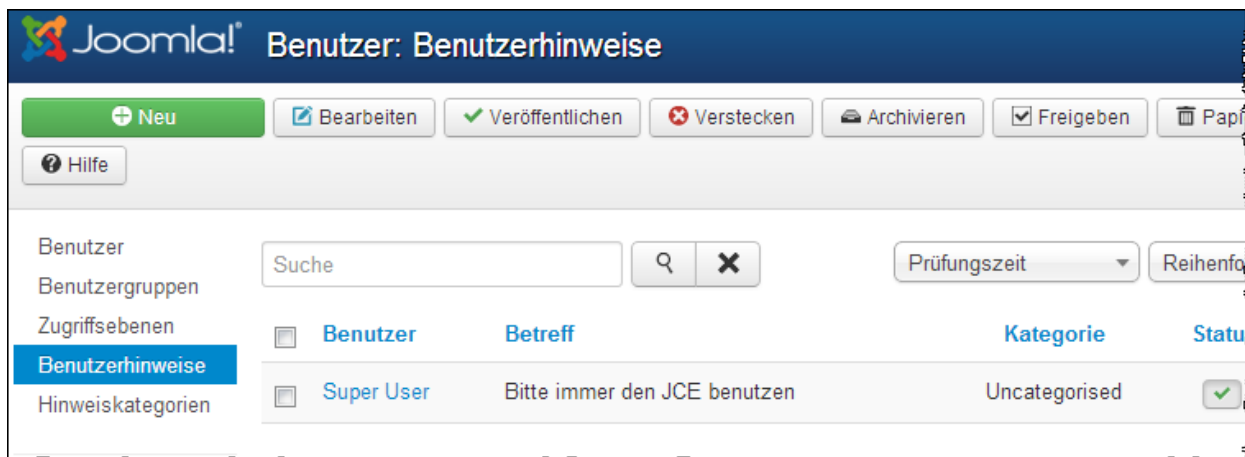 Joomla!® Benutzer: Benutzerhinweise
Neu Bearbeiten Veröffentlichen Verstecken Archivieren Freigeben
Hilfe
Benutzer
Benutzergruppen
Zugriffsebenen
Benutzerhinweise
Hinweiskategorien
Suche Prüfungszeit
Benutzer Betreff Kategorie
Super User Bitte immer den JCE benutzen Uncategorised